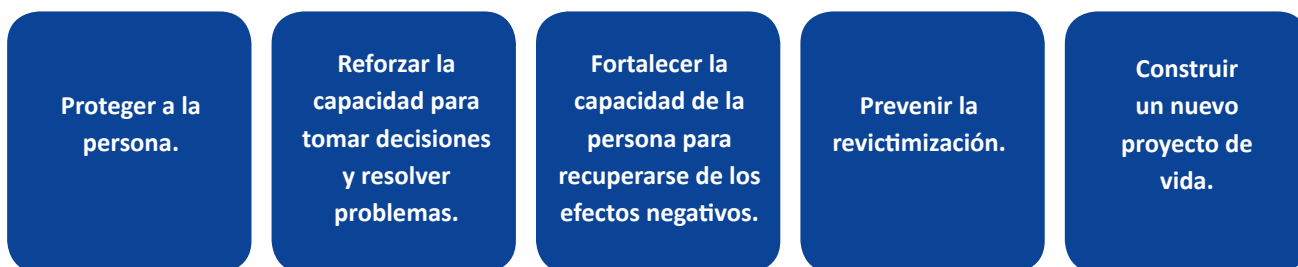 Proteger a la
persona.
Reforzar la
capacidad para
tomar decisiones
y resolver
problemas.
Fortalecer la
capacidad de la
persona para
recuperarse de los
efectos negativos.
Prevenir la
revictimización.
Construir
un nuevo
proyecto de
vida.